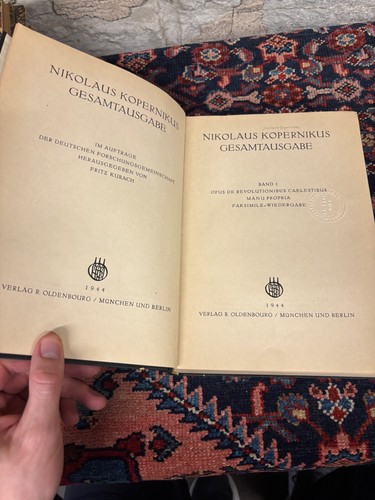 NIKOLAUS KOPERNIKUS
GESAMTAUSGABE
IM AUFTRAGE
DER DEUTSCHEN FORSCHUNGSGEMEINSCHAFT
HERAUSGEGEBEN VON
FRITZ KUBACH
1944
VERLAG R. OLDENBOURG / MÜNCHEN UND BERLIN
NIKOLAUS KOPERNIKUS
GESAMTAUSGABE
BAND I
OPUS DE REVOLUTIONIBUS CAELESTIBUS
MANU PROPRIA
FAKSIMILE-WIEDERGABE
1944
VERLAG R. OLDENBOURG / MÜNCHEN UND BERLIN